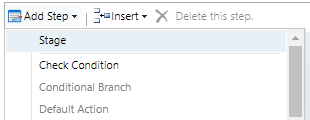 Add Step Insert Delete this step.
Stage
Check Condition
Conditional Branch
Default Action